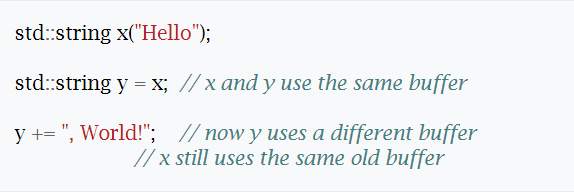 std::string x("Hello");
std::string y = x;  // x and y use the same buffer
y += ", World!";    // now y uses a different buffer
                    // x still uses the same old buffer